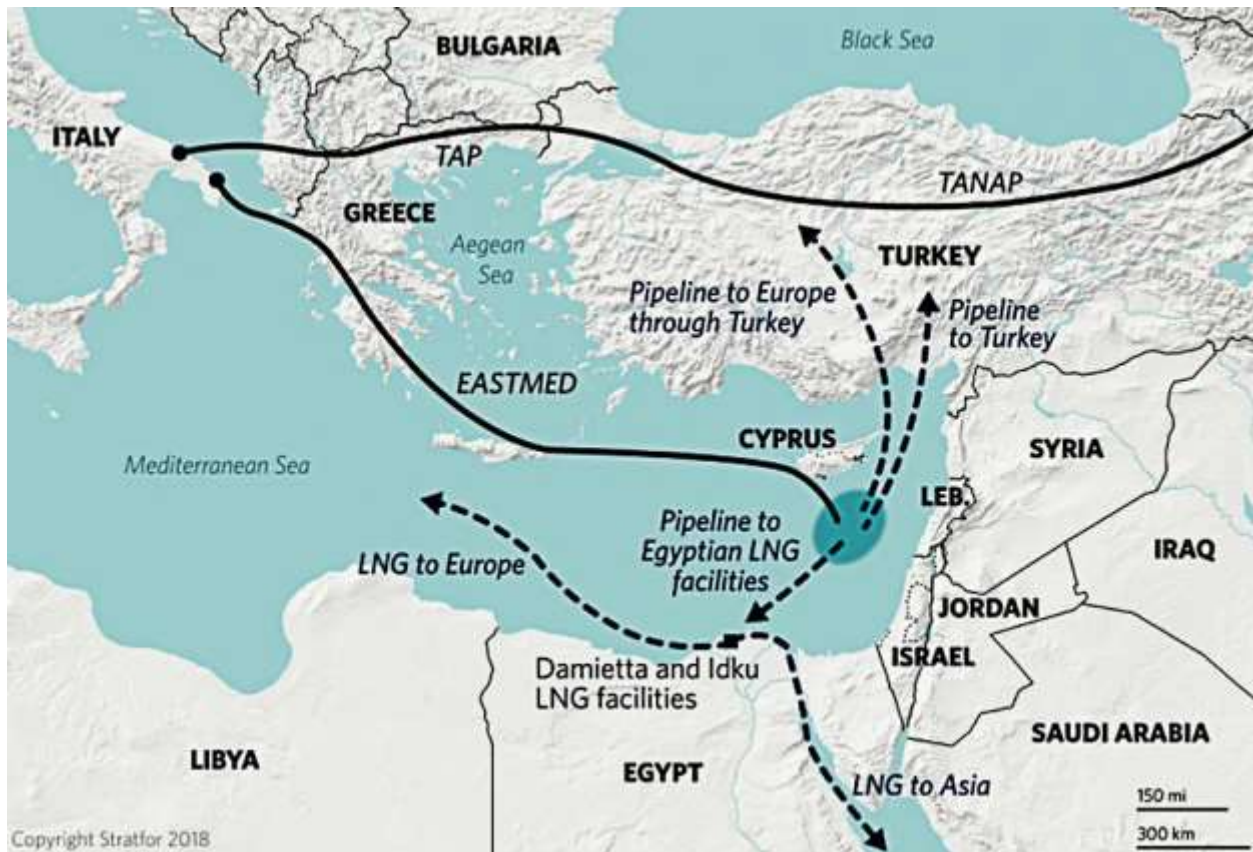 BULGARIA
Black Sea
ITALY
TAP
TANAP
GREECE
Aegean
Sea
TURKEY
Pipeline to Europe
through Turkey
Pipeline
to Turkey
EASTMED
CYPRUS
SYRIA
Mediterranean Sea
LEB.
Pipeline to
Egyptian LNG
facilities
IRAQ
LNG to Europe
JORDAN
ISRAEL
Damietta and Idku
LNG facilities
SAUDI ARABIA
LIBYA
EGYPT
LNG to Asia
150 mi
300 km
Copyright Stratfor 2018